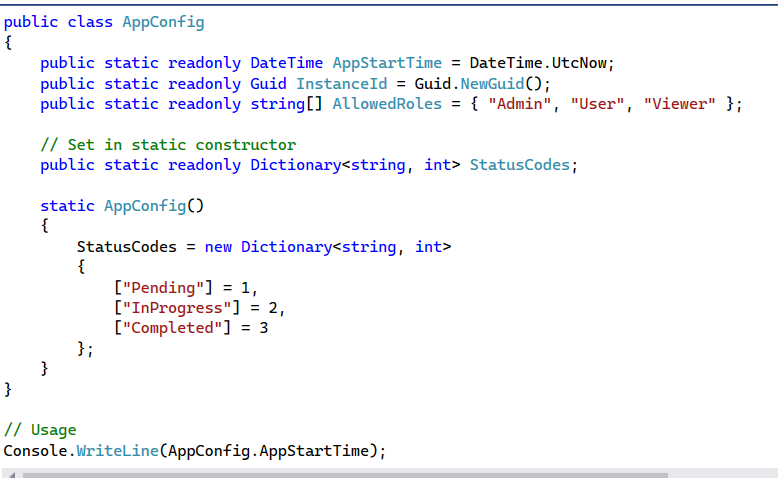 public class AppConfig
{
    public static readonly DateTime AppStartTime = DateTime.UtcNow;
    public static readonly Guid InstanceId = Guid.NewGuid();
    public static readonly string[] AllowedRoles = { "Admin", "User", "Viewer" };

    // Set in static constructor
    public static readonly Dictionary<string, int> StatusCodes;

    static AppConfig()
    {
        StatusCodes = new Dictionary<string, int>
        {
            ["Pending"] = 1,
            ["InProgress"] = 2,
            ["Completed"] = 3
        };
    }
}

// Usage
Console.WriteLine(AppConfig.AppStartTime);